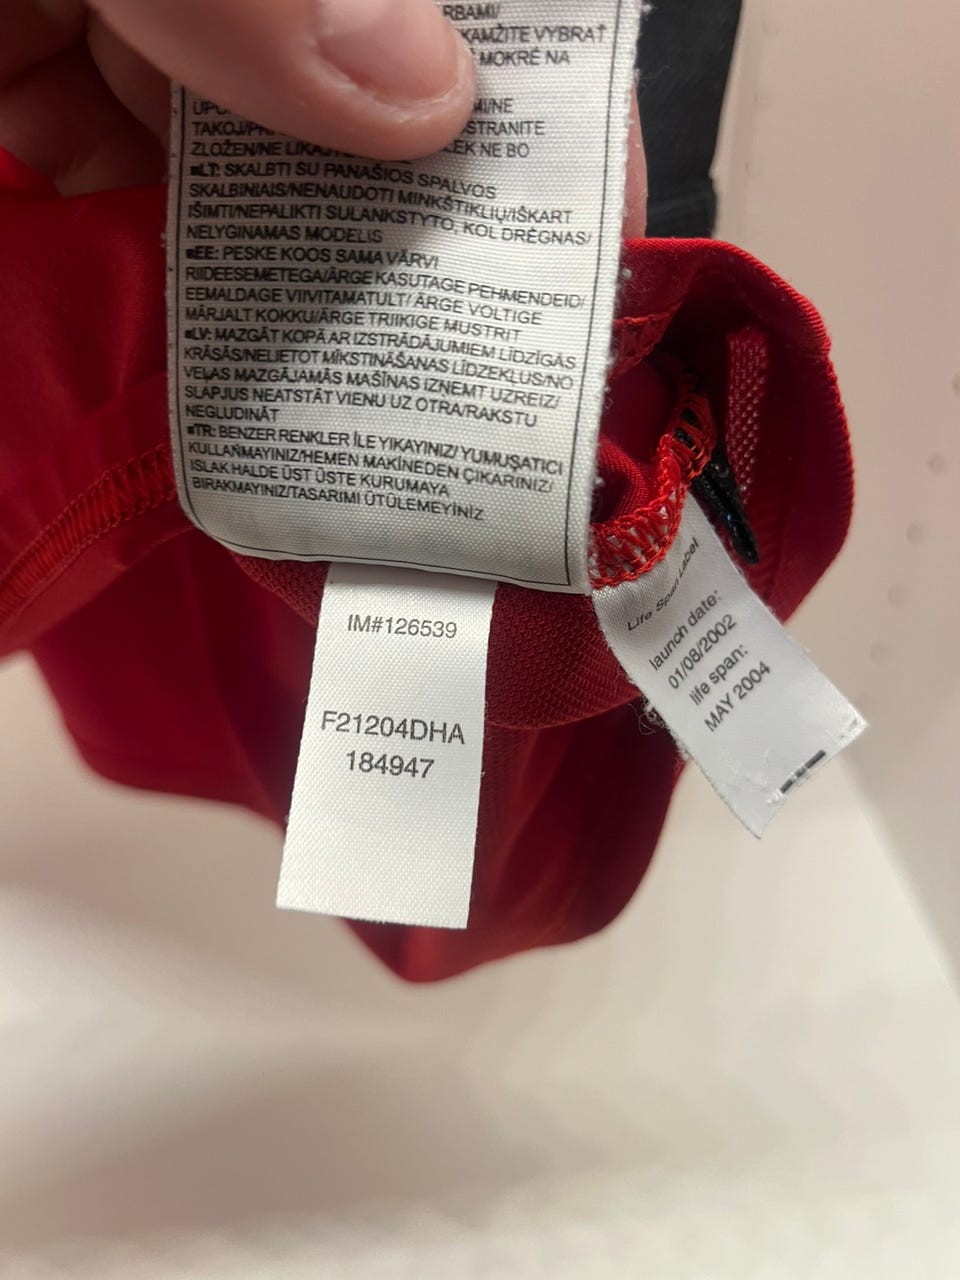 KAMŽITE VYBRAŤ
MOKRÉ NA
TAKOJ/
STRANITE
NE BO
■LT: SKALBTI SU PANAŠIOS SPALVOS
SKALBINIAIS/NENAUDOTI MINKŠTIKLIŲ/IŠKART
IŠIMTI/NEPALIKTI SULANKSTYTO, KOL DRĖGNAS/
NELYGINAMAS MODELIS
■EE: PESKE KOOS SAMA VÄRVI
RIIDEESEMETEGA/ÄRGE KASUTAGE PEHMENDEID/
EEMALDAGE VIIVITAMATULT/ ÄRGE VOLTIGE
MÄRJALT KOKKU/ÄRGE TRIIKIGE MUSTRIT
■LV: MAZGĀT KOPĀ AR IZSTRĀDĀJUMIEM LĪDZĪGĀS
KRĀSĀS/NELIETOT MĪKSTINĀŠANAS LĪDZEKĻUS/NO
VEĻAS MAZGĀJAMĀS MAŠĪNAS IZŅEMT UZREIZ/
SLAPJUS NEATSTĀT VIENU UZ OTRA/RAKSTU
NEGLUDINĀT
■TR: BENZER RENKLER İLE YIKAYINIZ/ YUMUŞATICI
KULLANMAYINIZ/HEMEN MAKİNEDEN ÇIKARINIZ/
ISLAK HALDE ÜST ÜSTE KURUMAYA
BIRAKMAYINIZ/TASARIMI ÜTÜLEMEYİNİZ
IM#126539
F21204DHA
184947
Life Span Label
launch date:
01/08/2002
life span:
MAY 2004